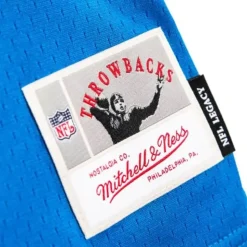 THROWBACKS
NFL
NOSTALGIA CO.
Mitchell & Ness
PHILADELPHIA, PA.
NFL LEGACY